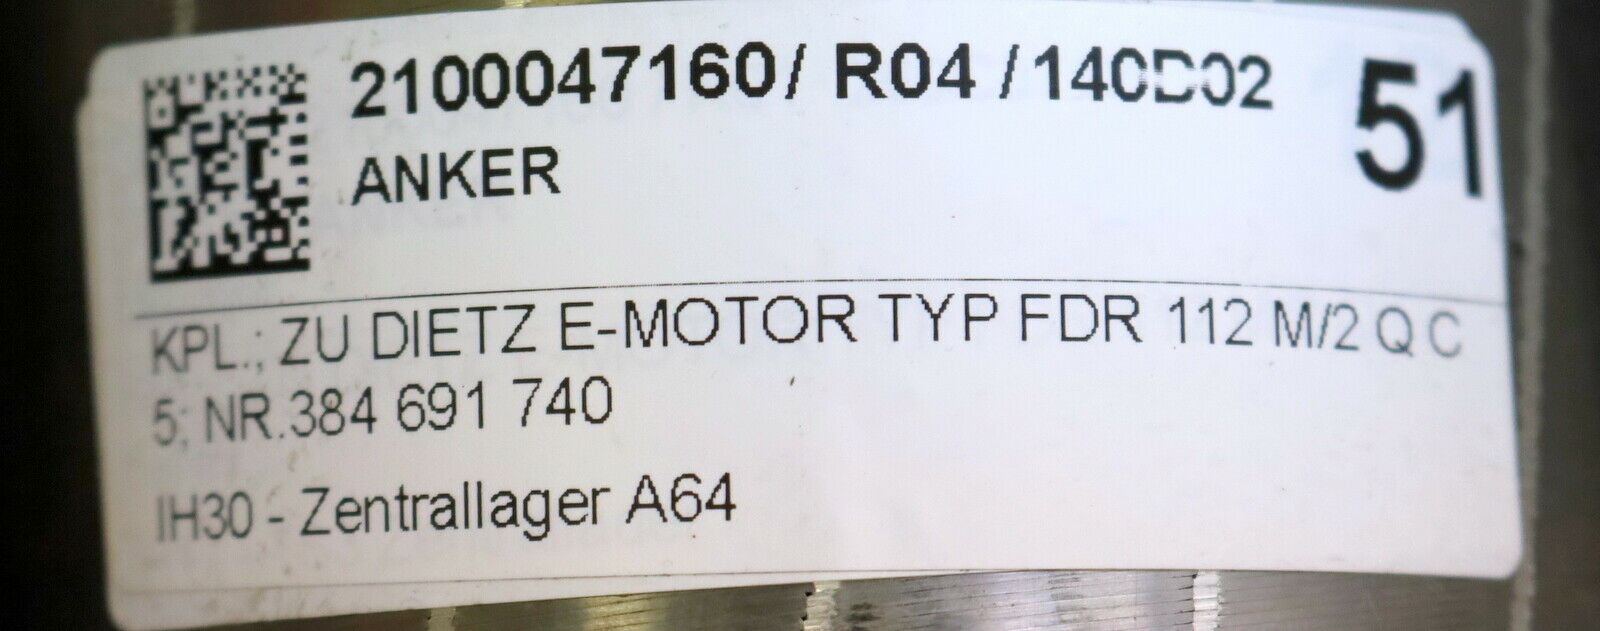 2100047160/ R04 /140D02
51
ANKER
KPL.; ZU DIETZ E-MOTOR TYP FDR 112 M/2 Q C
5; NR.384 691 740
IH30 - Zentrallager A64